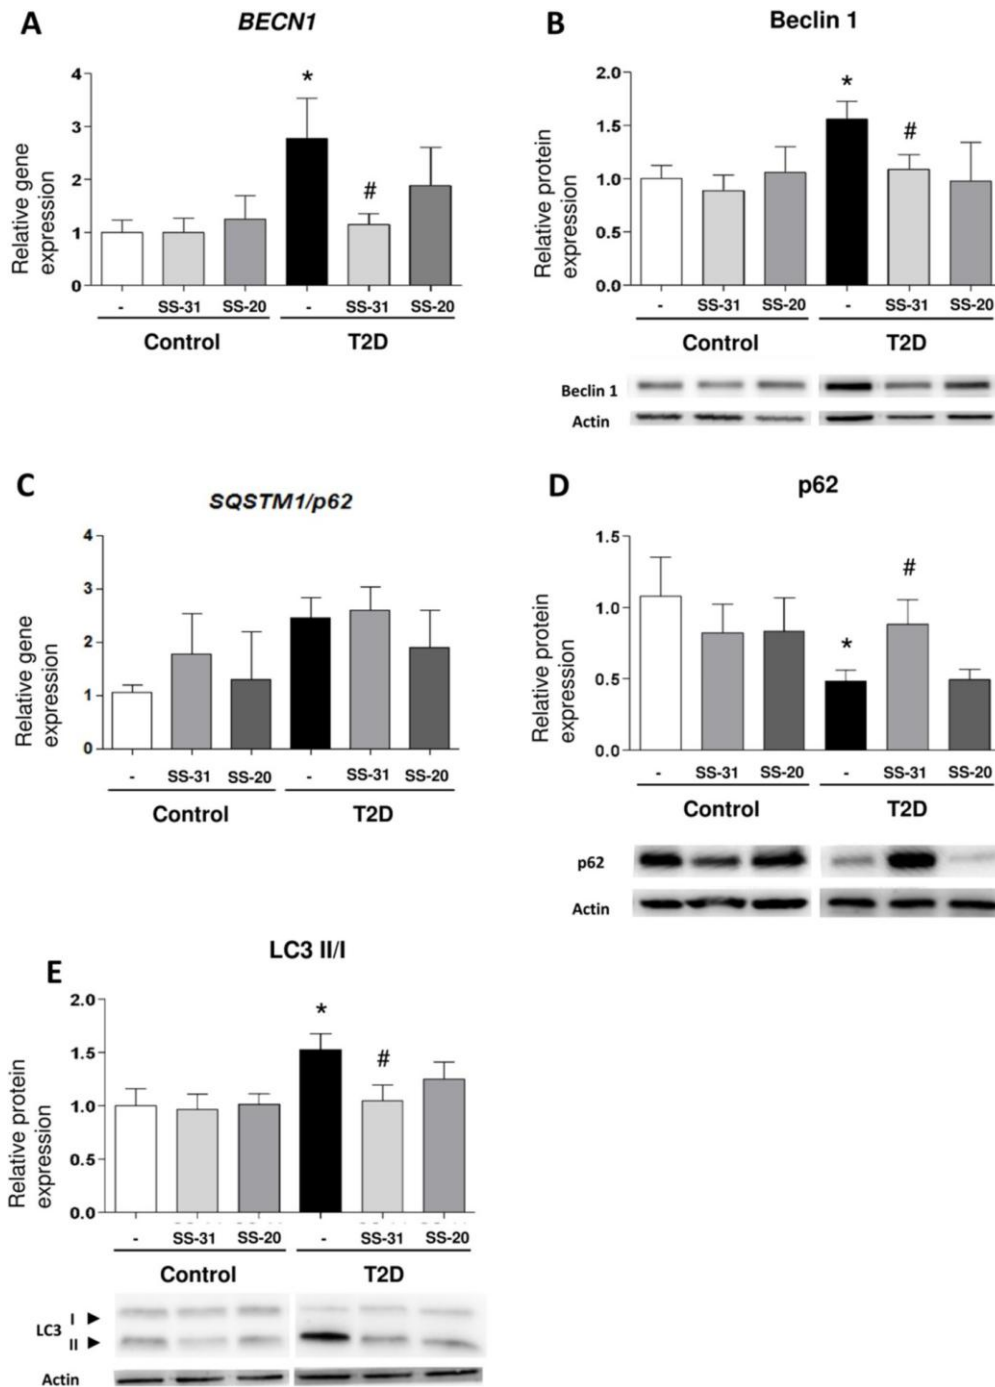 A
BECN1
Relative gene
expression
4
3
2
1
0
*
#
- SS-31 SS-20 - SS-31 SS-20
Control T2D
B
Beclin 1
Relative protein
expression
2.0
1.5
1.0
0.5
0.0
*
#
- SS-31 SS-20 - SS-31 SS-20
Control T2D
Beclin 1
Actin
C
SQSTM1/p62
Relative gene
expression
4
3
2
1
0
- SS-31 SS-20 - SS-31 SS-20
Control T2D
D
p62
Relative protein
expression
1.5
1.0
0.5
0.0
*
#
- SS-31 SS-20 - SS-31 SS-20
Control T2D
p62
Actin
E
LC3 II/I
Relative protein
expression
2.0
1.5
1.0
0.5
0.0
*
#
- SS-31 SS-20 - SS-31 SS-20
Control T2D
LC3
I ►
II ►
Actin